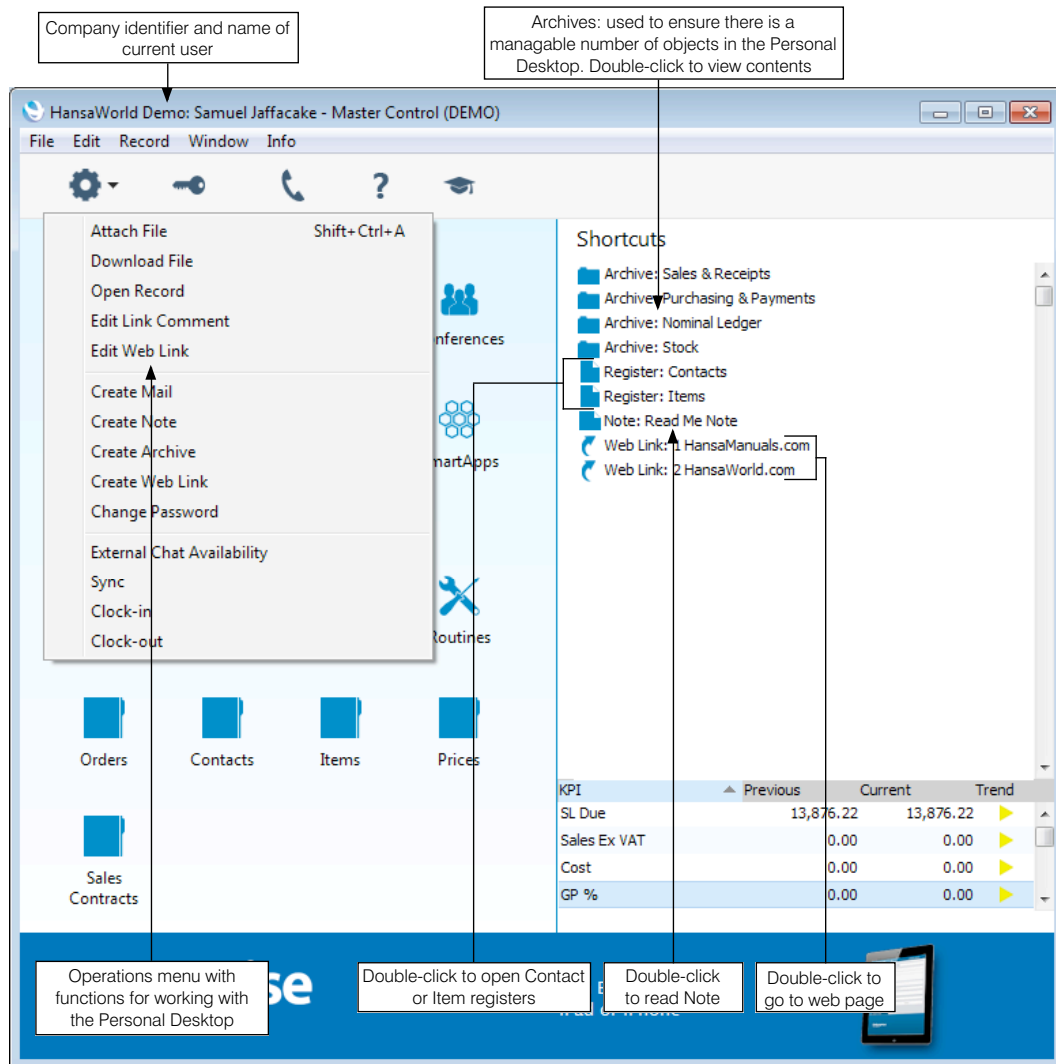 Company identifier and name of
current user
Archives: used to ensure there is a
managable number of objects in the Personal
Desktop. Double-click to view contents
HansaWorld Demo: Samuel Jaffacake - Master Control (DEMO)
File Edit Record Window Info
?
Attach File Shift+Ctrl+A
Download File
Open Record
Edit Link Comment
Edit Web Link
Create Mail
Create Note
Create Archive
Create Web Link
Change Password
External Chat Availability
Sync
Clock-in
Clock-out
nferences
martApps
Routines
Orders Contacts Items Prices
Sales
Contracts
Shortcuts
Archive: Sales & Receipts
Archive: Purchasing & Payments
Archive: Nominal Ledger
Archive: Stock
Register: Contacts
Register: Items
Note: Read Me Note
Web Link: 1 HansaManuals.com
Web Link: 2 HansaWorld.com
KPI Previous Current Trend
SL Due 13,876.22 13,876.22
Sales Ex VAT 0.00 0.00
Cost 0.00 0.00
GP % 0.00 0.00
se
Operations menu with
functions for working with
the Personal Desktop
Double-click to open Contact
or Item registers
Double-click
to read Note
Double-click to
go to web page